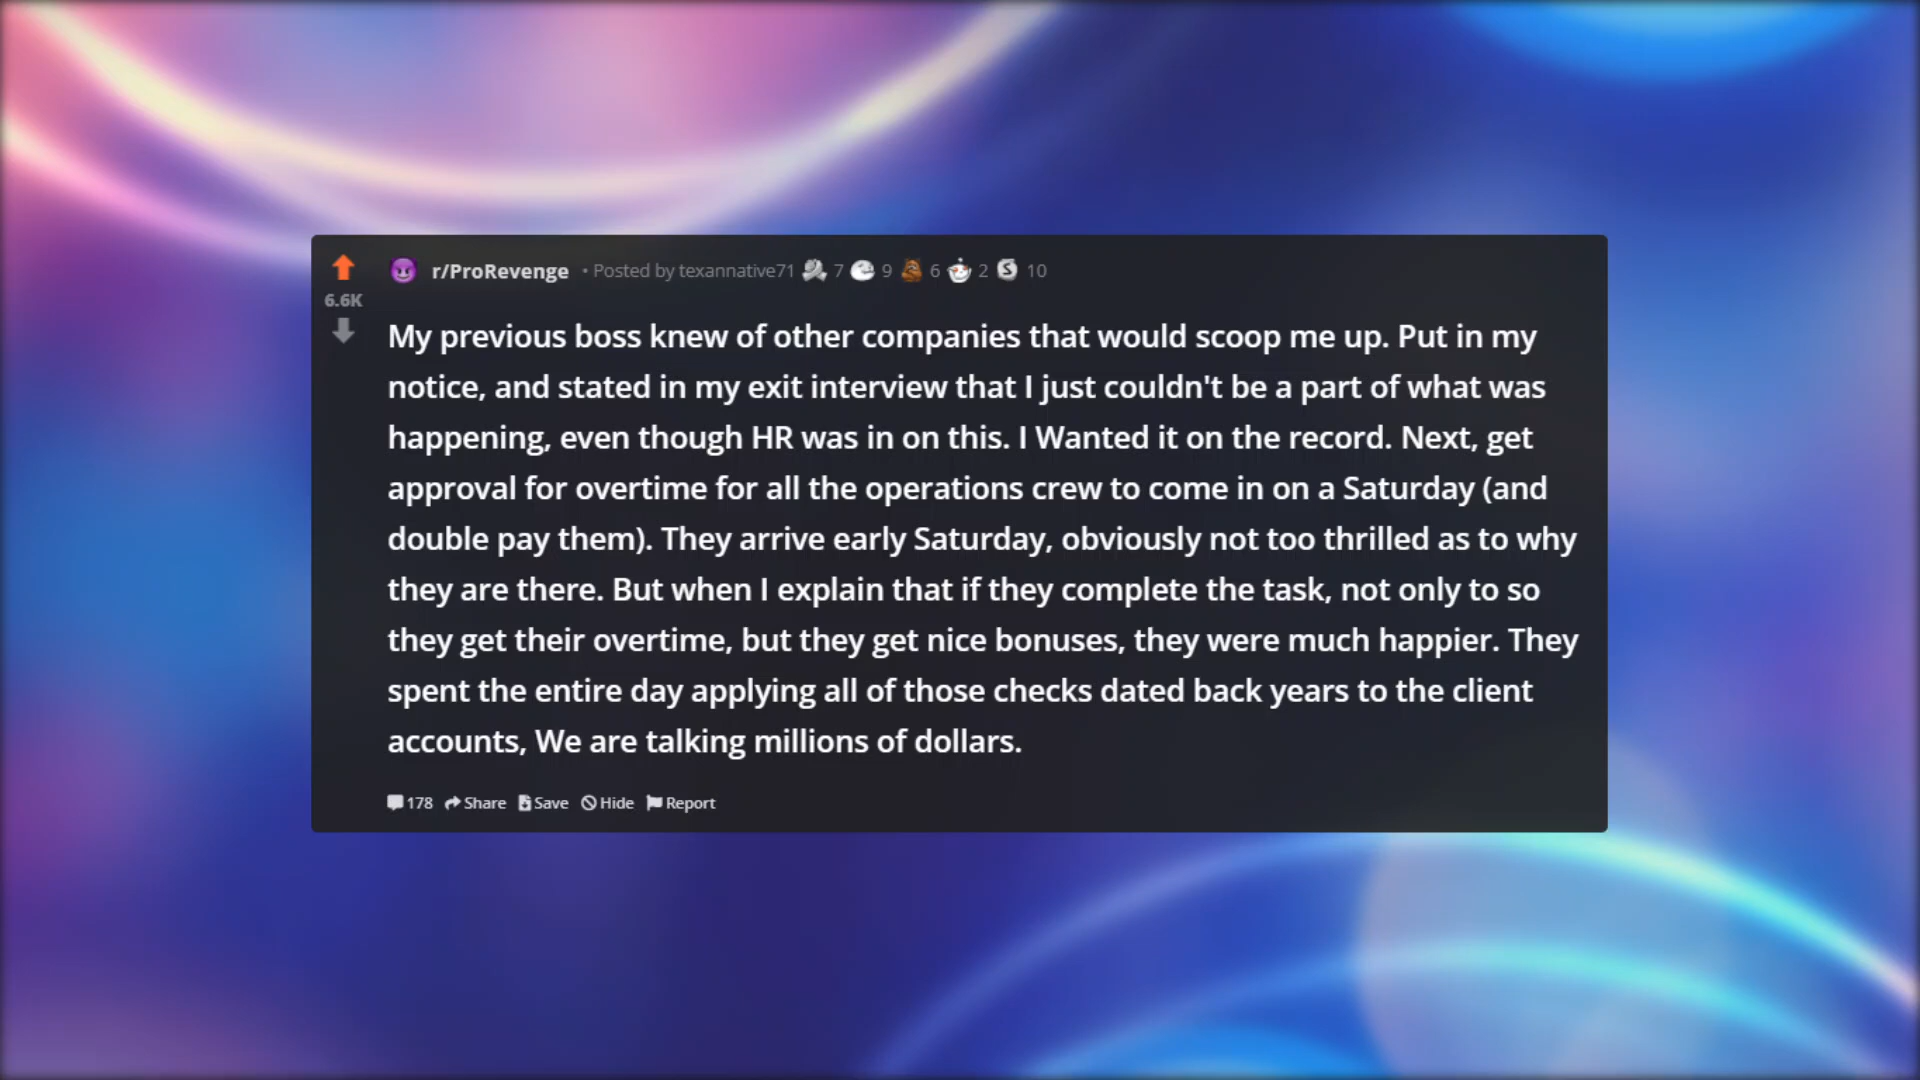 r/ProRevenge • Posted by texannative71 7 9 6 2 10
6.6K
My previous boss knew of other companies that would scoop me up. Put in my
notice, and stated in my exit interview that I just couldn't be a part of what was
happening, even though HR was in on this. I Wanted it on the record. Next, get
approval for overtime for all the operations crew to come in on a Saturday (and
double pay them). They arrive early Saturday, obviously not too thrilled as to why
they are there. But when I explain that if they complete the task, not only to so
they get their overtime, but they get nice bonuses, they were much happier. They
spent the entire day applying all of those checks dated back years to the client
accounts, We are talking millions of dollars.
178 Share Save Hide Report